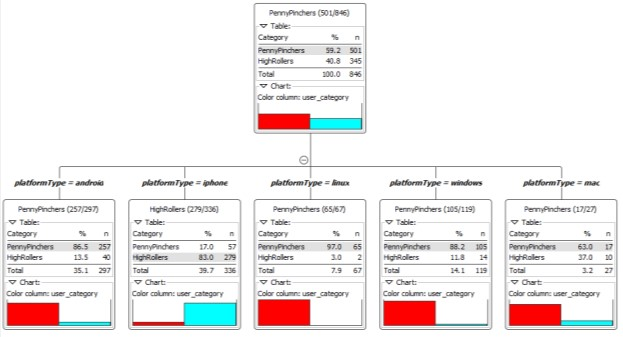 PennyPinchers (501/846)
Table:
Category % n
PennyPinchers 59.2 501
HighRollers 40.8 345
Total 100.0 846
Chart:
Color column: user_category
platformType = android
platformType = iphone
platformType = linux
platformType = windows
platformType = mac
PennyPinchers (257/297)
Table:
Category % n
PennyPinchers 86.5 257
HighRollers 13.5 40
Total 35.1 297
Chart:
Color column: user_category
HighRollers (279/336)
Table:
Category % n
PennyPinchers 17.0 57
HighRollers 83.0 279
Total 39.7 336
Chart:
Color column: user_category
PennyPinchers (65/67)
Table:
Category % n
PennyPinchers 97.0 65
HighRollers 3.0 2
Total 7.9 67
Chart:
Color column: user_category
PennyPinchers (105/119)
Table:
Category % n
PennyPinchers 88.2 105
HighRollers 11.8 14
Total 14.1 119
Chart:
Color column: user_category
PennyPinchers (17/27)
Table:
Category % n
PennyPinchers 63.0 17
HighRollers 37.0 10
Total 3.2 27
Chart:
Color column: user_category